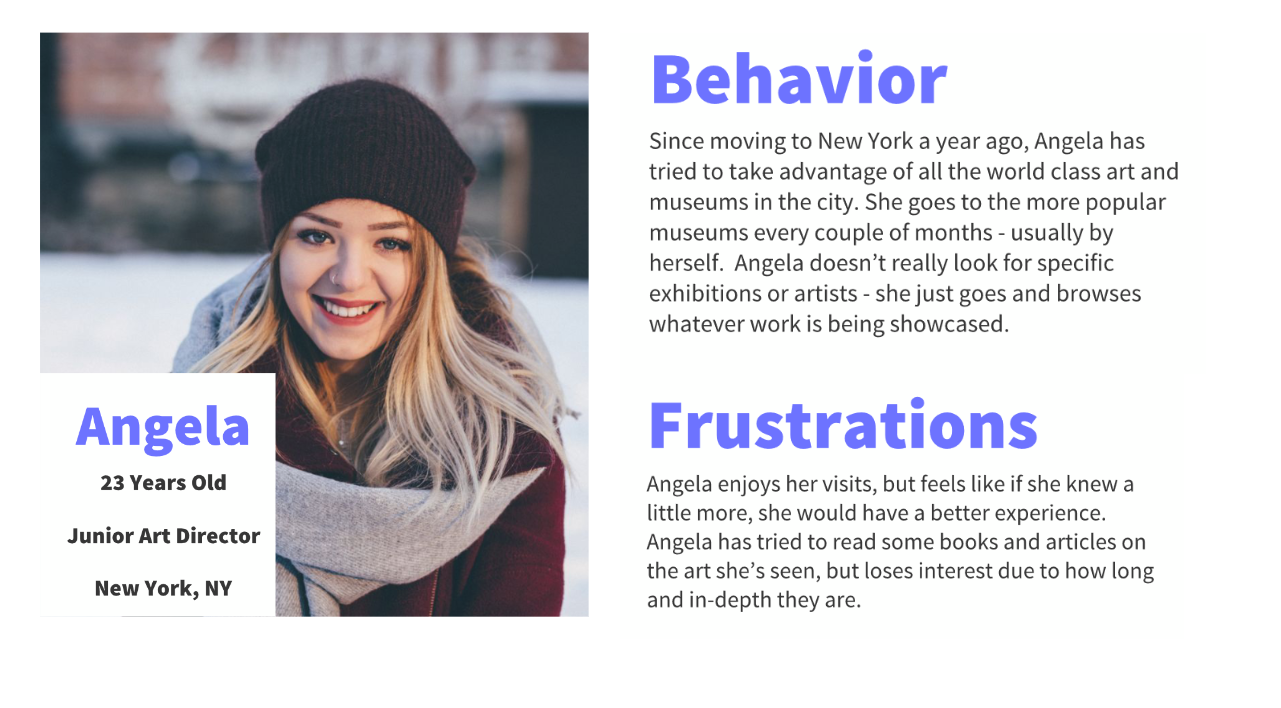 Behavior
Since moving to New York a year ago, Angela has
tried to take advantage of all the world class art and
museums in the city. She goes to the more popular
museums every couple of months - usually by
herself.  Angela doesn’t really look for specific
exhibitions or artists - she just goes and browses
whatever work is being showcased.
Angela
23 Years Old
Junior Art Director
New York, NY
Frustrations
Angela enjoys her visits, but feels like if she knew a
little more, she would have a better experience.
Angela has tried to read some books and articles on
the art she’s seen, but loses interest due to how long
and in-depth they are.